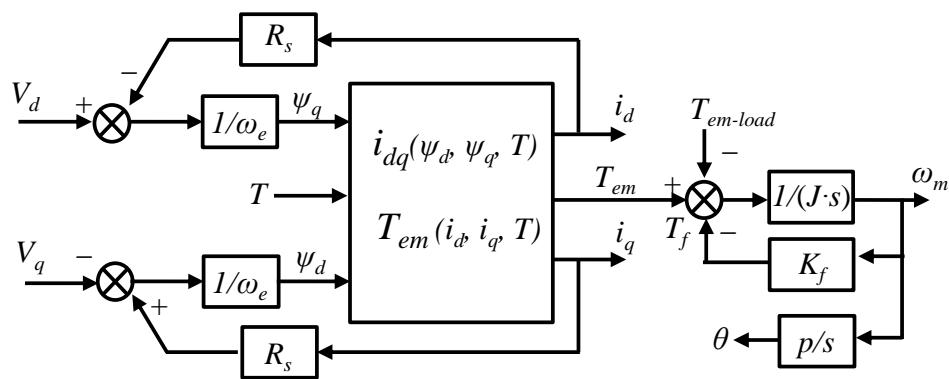 R_s
V_d
+
−
1/ω_e
ψ_q
i_dq(ψ_d, ψ_q, T)
T
T_em(i_d, i_q, T)
i_d
T_em
i_q
T_em-load
−
+
T_f
−
1/(J·s)
ω_m
K_f
p/s
θ
V_q
−
+
1/ω_e
ψ_d
R_s